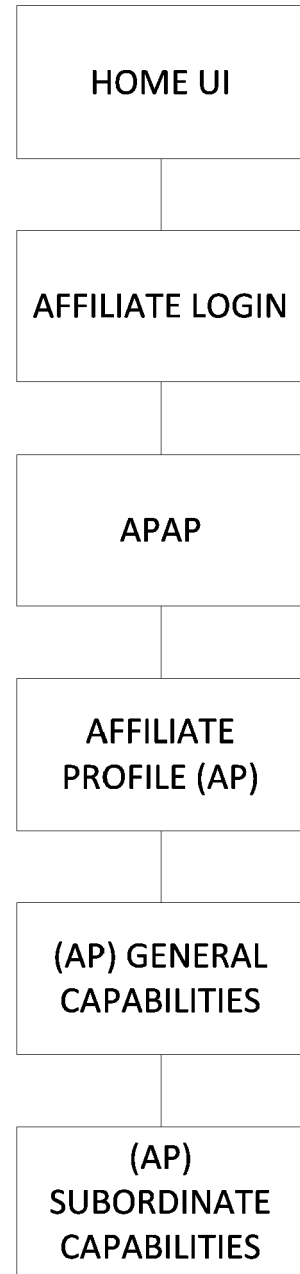 HOME UI
AFFILIATE LOGIN
APAP
AFFILIATE
PROFILE (AP)
(AP) GENERAL
CAPABILITIES
(AP)
SUBORDINATE
CAPABILITIES